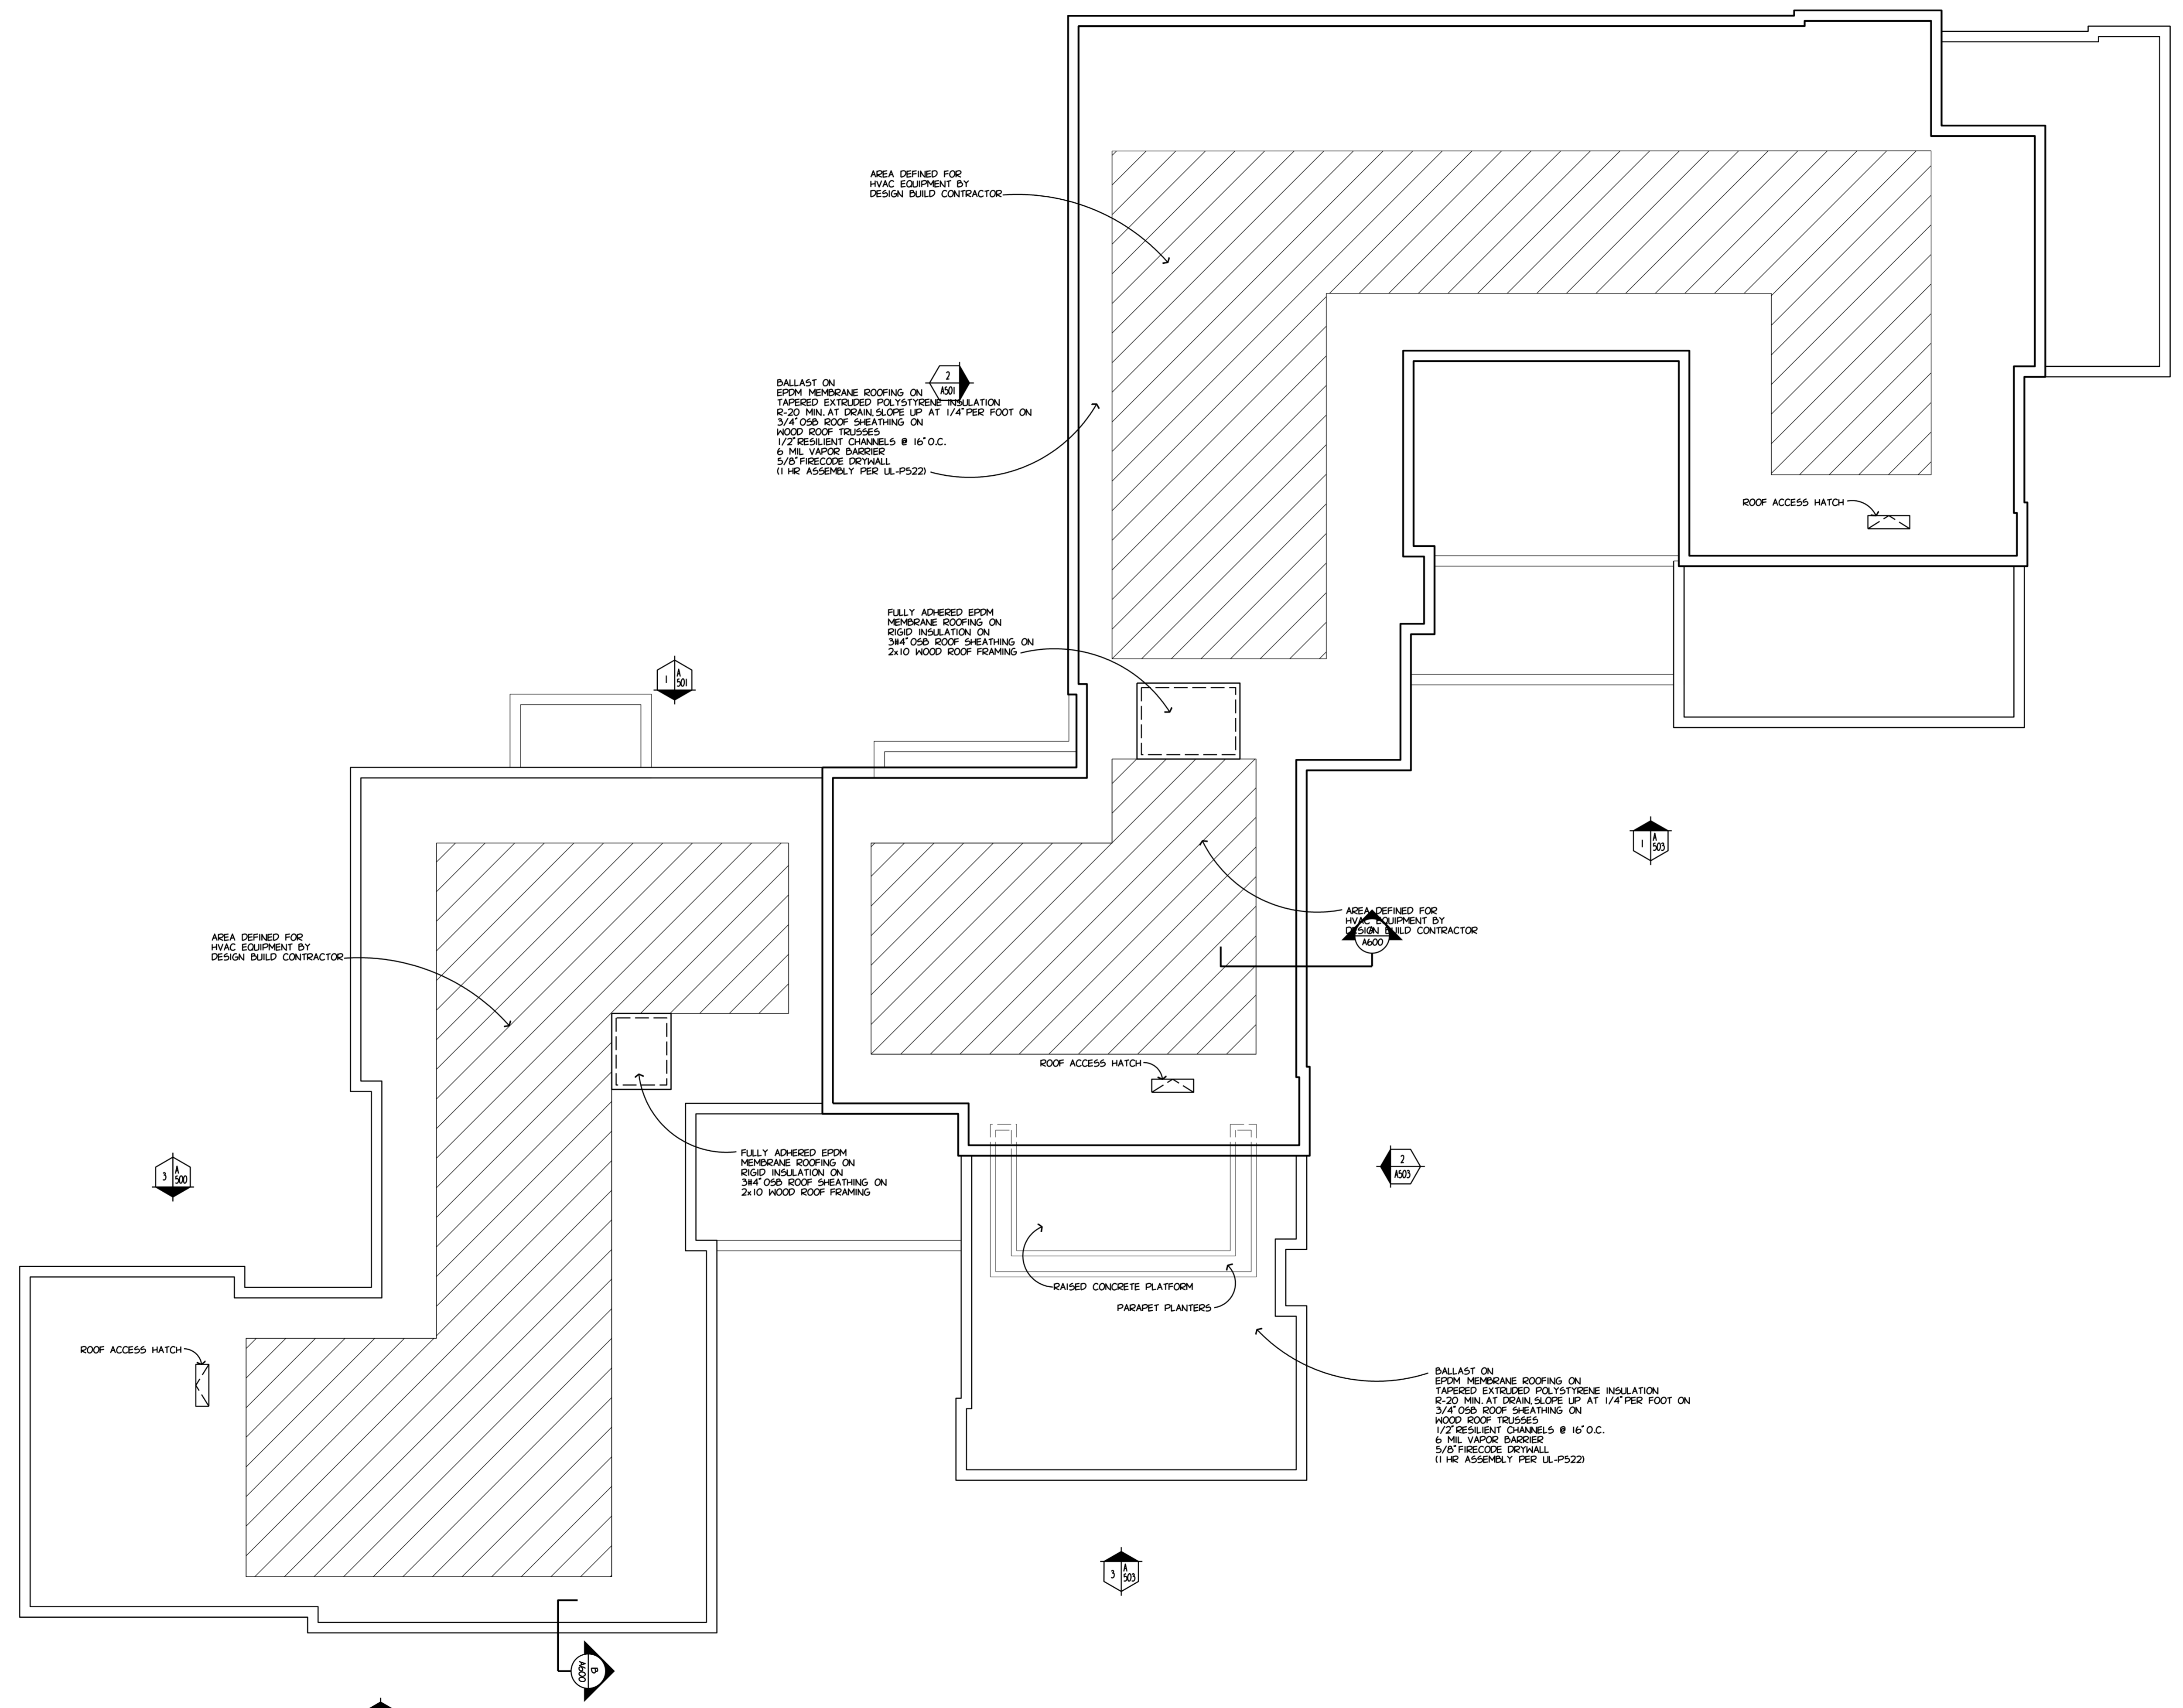 AREA DEFINED FOR
HVAC EQUIPMENT BY
DESIGN BUILD CONTRACTOR
2
A501
BALLAST ON
EPDM MEMBRANE ROOFING ON
TAPERED EXTRUDED POLYSTYRENE INSULATION
R-20 MIN. AT DRAIN, SLOPE UP AT 1/4" PER FOOT ON
3/4" OSB ROOF SHEATHING ON
WOOD ROOF TRUSSES
1/2" RESILIENT CHANNELS @ 16" O.C.
6 MIL VAPOR BARRIER
5/8" FIRECODE DRYWALL
(1 HR ASSEMBLY PER UL-P522)
ROOF ACCESS HATCH
FULLY ADHERED EPDM
MEMBRANE ROOFING ON
RIGID INSULATION ON
3#4" OSB ROOF SHEATHING ON
2x10 WOOD ROOF FRAMING
1
A
501
1
A
503
AREA DEFINED FOR
HVAC EQUIPMENT BY
DESIGN BUILD CONTRACTOR
A600
AREA DEFINED FOR
HVAC EQUIPMENT BY
DESIGN BUILD CONTRACTOR
ROOF ACCESS HATCH
FULLY ADHERED EPDM
MEMBRANE ROOFING ON
RIGID INSULATION ON
3#4" OSB ROOF SHEATHING ON
2x10 WOOD ROOF FRAMING
3
A
500
2
A503
RAISED CONCRETE PLATFORM
PARAPET PLANTERS
ROOF ACCESS HATCH
BALLAST ON
EPDM MEMBRANE ROOFING ON
TAPERED EXTRUDED POLYSTYRENE INSULATION
R-20 MIN. AT DRAIN, SLOPE UP AT 1/4" PER FOOT ON
3/4" OSB ROOF SHEATHING ON
WOOD ROOF TRUSSES
1/2" RESILIENT CHANNELS @ 16" O.C.
6 MIL VAPOR BARRIER
5/8" FIRECODE DRYWALL
(1 HR ASSEMBLY PER UL-P522)
3
A
503
B
A600